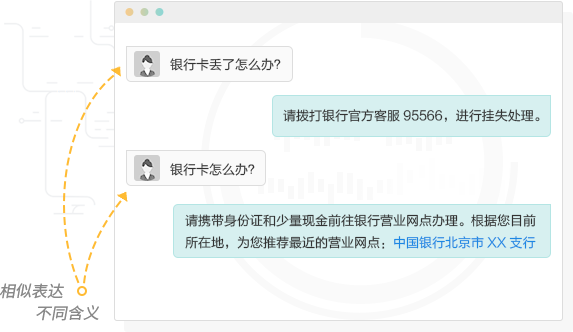 银行卡丢了怎么办?
请拨打银行官方客服 95566，进行挂失处理。
银行卡怎么办?
请携带身份证和少量现金前往银行营业网点办理。根据您目前
所在地，为您推荐最近的营业网点：中国银行北京市 XX 支行
相似表达
不同含义